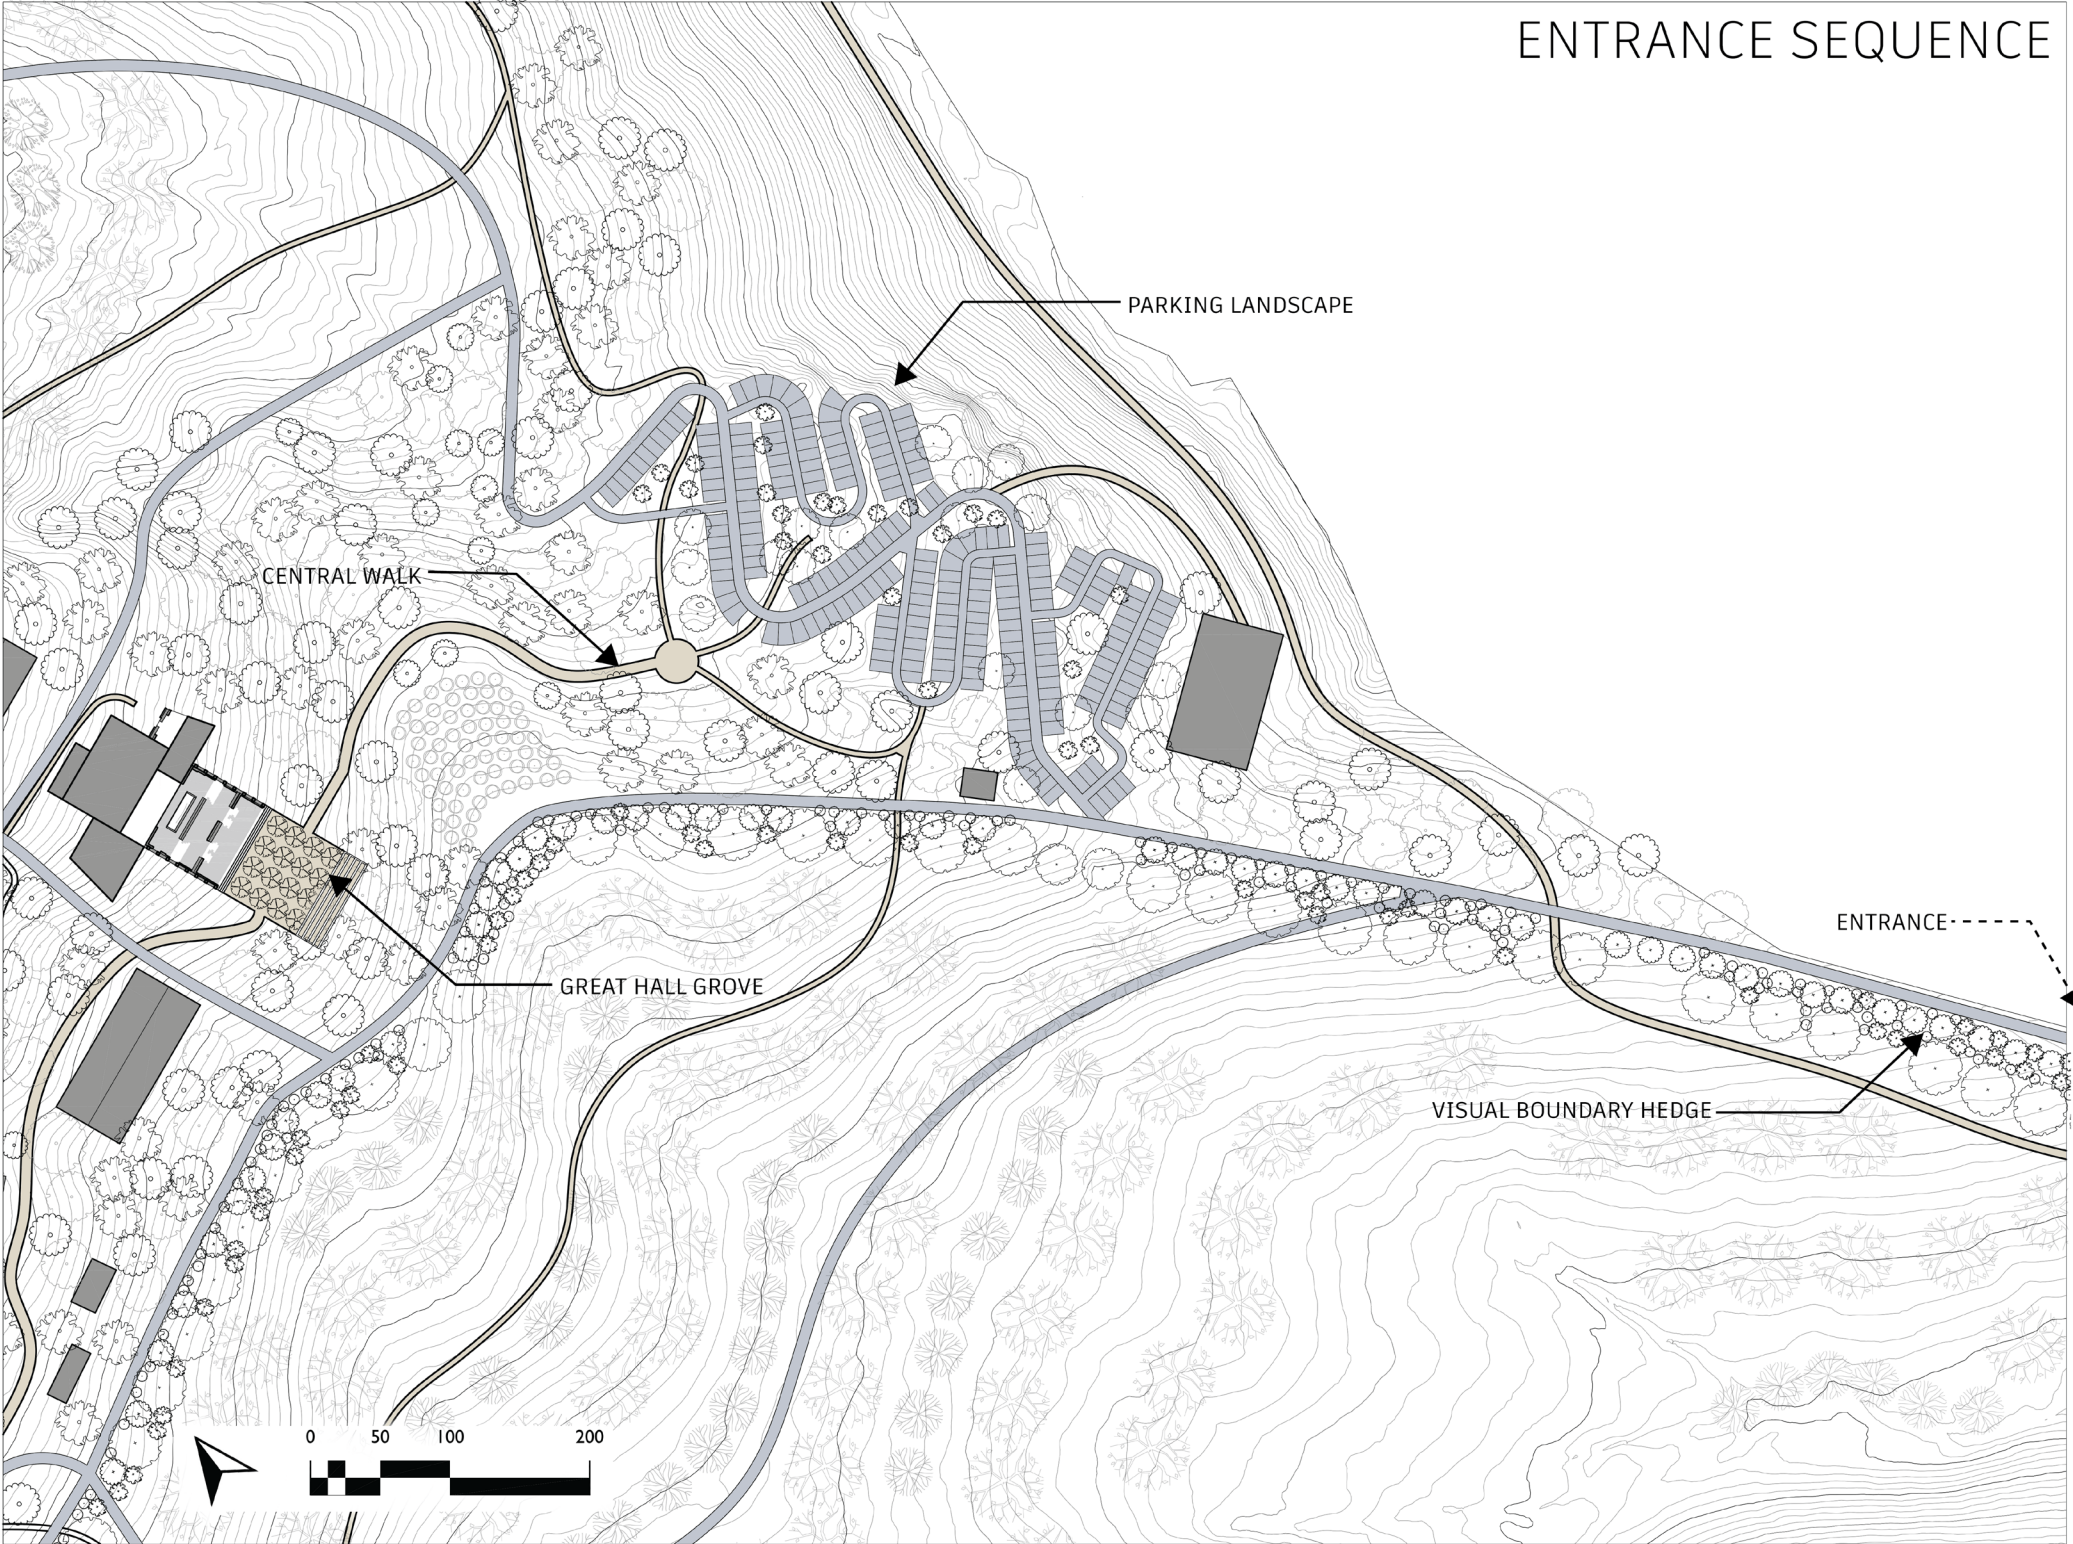 ENTRANCE SEQUENCE
PARKING LANDSCAPE
CENTRAL WALK
ENTRANCE
GREAT HALL GROVE
VISUAL BOUNDARY HEDGE
0 50 100 200